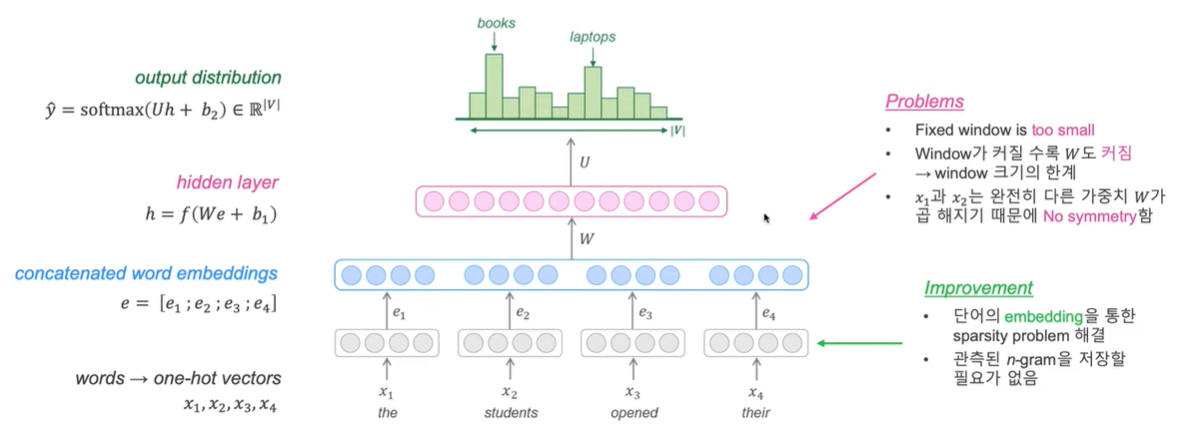 books
laptops
output distribution
ŷ = softmax(Uh + b₂) ∈ ℝ^|V|
|V|
U
hidden layer
h = f(We + b₁)
W
concatenated word embeddings
e = [e₁ ; e₂ ; e₃ ; e₄]
e₁ e₂ e₃ e₄
words → one-hot vectors
x₁, x₂, x₃, x₄
x₁ x₂ x₃ x₄
the students opened their
Problems
• Fixed window is too small
• Window가 커질 수록 W도 커짐
→ window 크기의 한계
• x₁과 x₂는 완전히 다른 가중치 W가
곱 해지기 때문에 No symmetry함
Improvement
• 단어의 embedding을 통한
sparsity problem 해결
• 관측된 n-gram을 저장할
필요가 없음